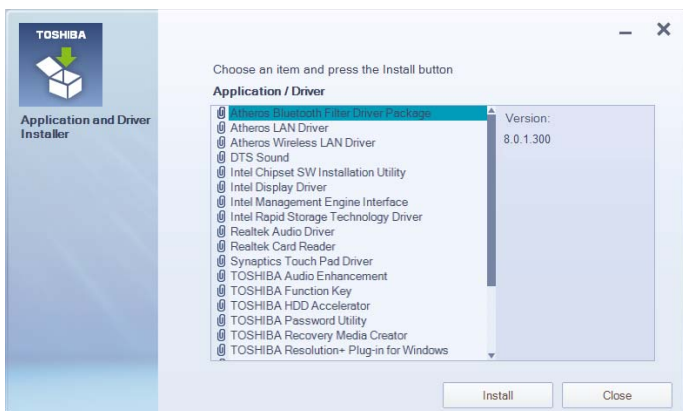 TOSHIBA
Application and Driver
Installer
Choose an item and press the Install button
Application / Driver
Atheros Bluetooth Filter Driver Package
Atheros LAN Driver
Atheros Wireless LAN Driver
DTS Sound
Intel Chipset SW Installation Utility
Intel Display Driver
Intel Management Engine Interface
Intel Rapid Storage Technology Driver
Realtek Audio Driver
Realtek Card Reader
Synaptics Touch Pad Driver
TOSHIBA Audio Enhancement
TOSHIBA Function Key
TOSHIBA HDD Accelerator
TOSHIBA Password Utility
TOSHIBA Recovery Media Creator
TOSHIBA Resolution+ Plug-in for Windows
Version:
8.0.1.300
Install
Close